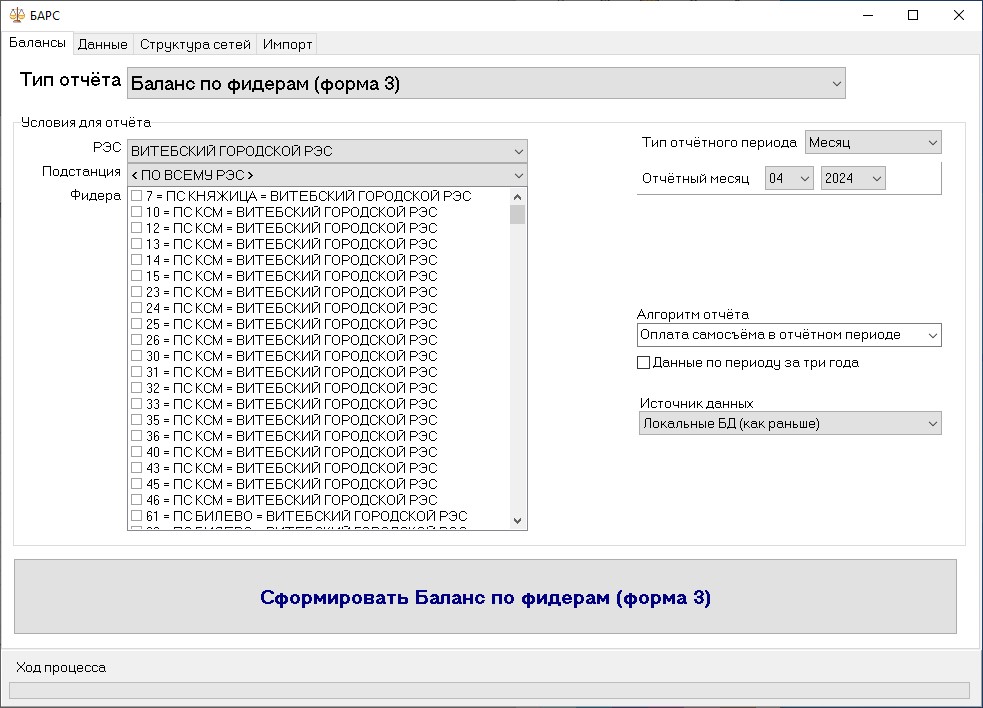 БАРС
Балансы Данные Структура сетей Импорт
Тип отчёта Баланс по фидерам (форма 3)
Условия для отчёта
РЭС ВИТЕБСКИЙ ГОРОДСКОЙ РЭС
Подстанция < ПО ВСЕМУ РЭС >
Фидера
7 = ПС КНЯЖИЦА = ВИТЕБСКИЙ ГОРОДСКОЙ РЭС
10 = ПС КСМ = ВИТЕБСКИЙ ГОРОДСКОЙ РЭС
12 = ПС КСМ = ВИТЕБСКИЙ ГОРОДСКОЙ РЭС
13 = ПС КСМ = ВИТЕБСКИЙ ГОРОДСКОЙ РЭС
14 = ПС КСМ = ВИТЕБСКИЙ ГОРОДСКОЙ РЭС
15 = ПС КСМ = ВИТЕБСКИЙ ГОРОДСКОЙ РЭС
23 = ПС КСМ = ВИТЕБСКИЙ ГОРОДСКОЙ РЭС
24 = ПС КСМ = ВИТЕБСКИЙ ГОРОДСКОЙ РЭС
25 = ПС КСМ = ВИТЕБСКИЙ ГОРОДСКОЙ РЭС
26 = ПС КСМ = ВИТЕБСКИЙ ГОРОДСКОЙ РЭС
30 = ПС КСМ = ВИТЕБСКИЙ ГОРОДСКОЙ РЭС
31 = ПС КСМ = ВИТЕБСКИЙ ГОРОДСКОЙ РЭС
32 = ПС КСМ = ВИТЕБСКИЙ ГОРОДСКОЙ РЭС
33 = ПС КСМ = ВИТЕБСКИЙ ГОРОДСКОЙ РЭС
35 = ПС КСМ = ВИТЕБСКИЙ ГОРОДСКОЙ РЭС
36 = ПС КСМ = ВИТЕБСКИЙ ГОРОДСКОЙ РЭС
40 = ПС КСМ = ВИТЕБСКИЙ ГОРОДСКОЙ РЭС
43 = ПС КСМ = ВИТЕБСКИЙ ГОРОДСКОЙ РЭС
45 = ПС КСМ = ВИТЕБСКИЙ ГОРОДСКОЙ РЭС
46 = ПС КСМ = ВИТЕБСКИЙ ГОРОДСКОЙ РЭС
61 = ПС БИЛЕВО = ВИТЕБСКИЙ ГОРОДСКОЙ РЭС
Тип отчётного периода Месяц
Отчётный месяц 04 2024
Алгоритм отчёта
Оплата самосъёма в отчётном периоде
Данные по периоду за три года
Источник данных
Локальные БД (как раньше)
Сформировать Баланс по фидерам (форма 3)
Ход процесса